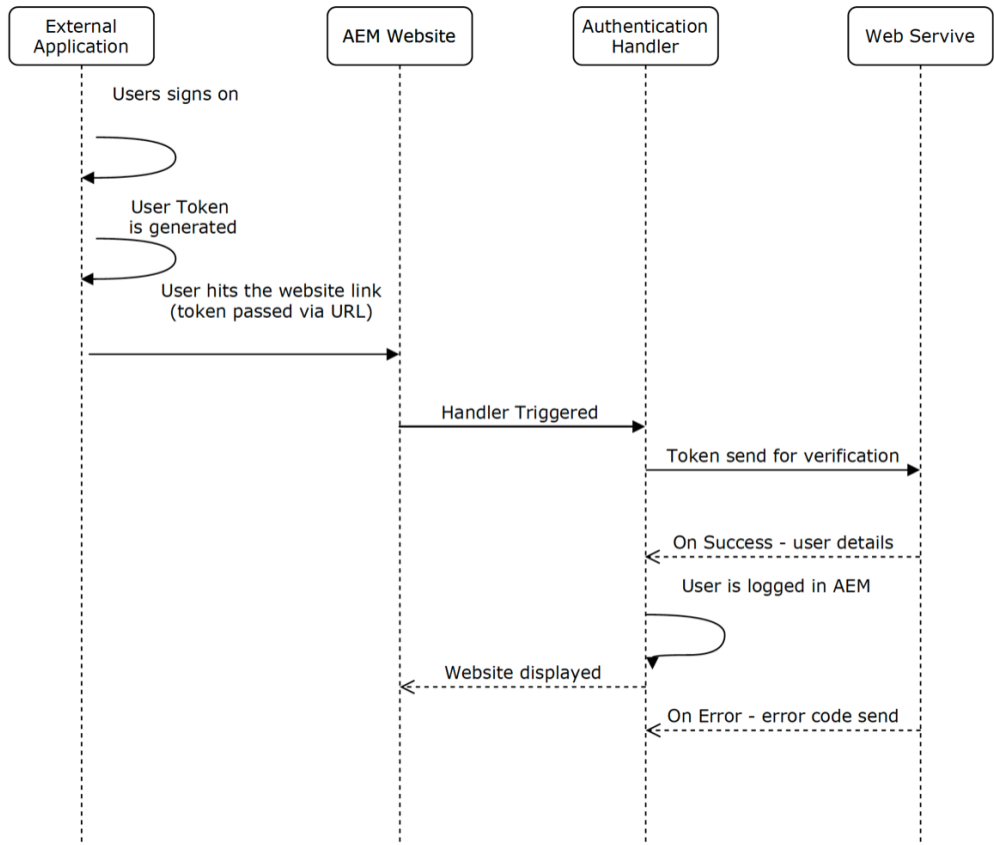 External
Application
AEM Website
Authentication
Handler
Web Servive
Users signs on
User Token
is generated
User hits the website link
(token passed via URL)
Handler Triggered
Token send for verification
On Success - user details
User is logged in AEM
Website displayed
On Error - error code send